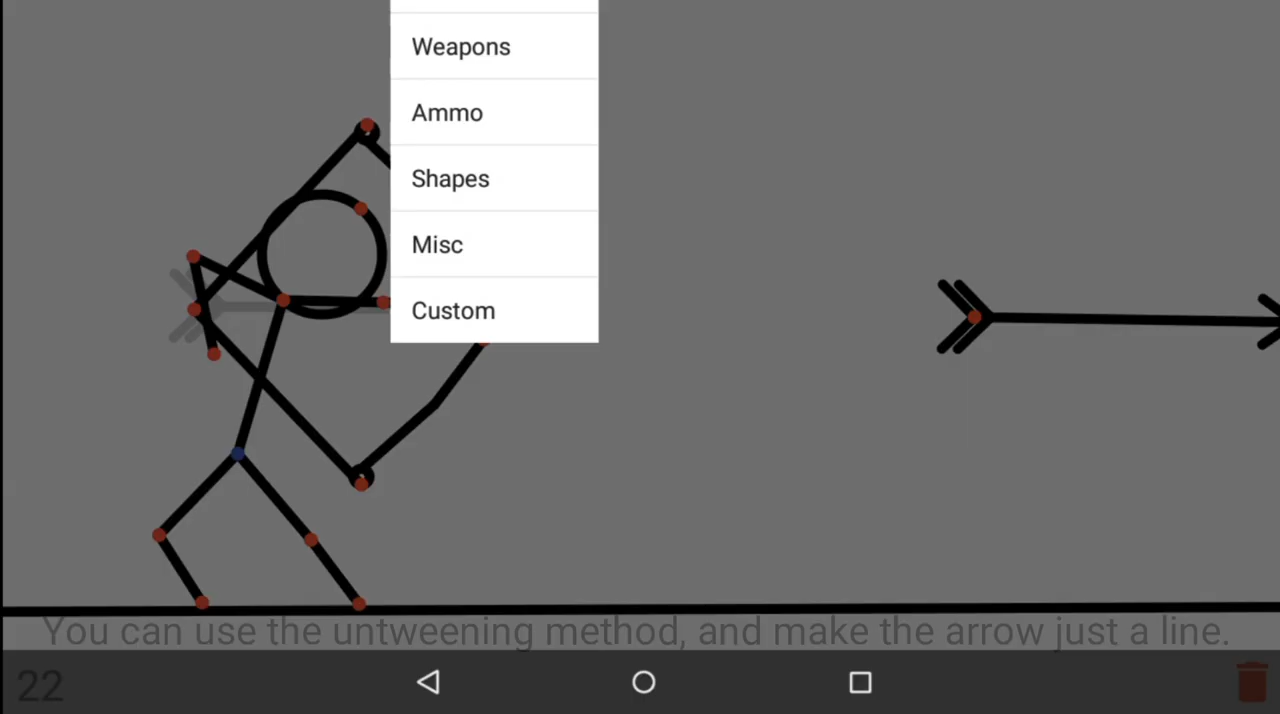 Weapons
Ammo
Shapes
Misc
Custom
You can use the untweening method, and make the arrow just a line.
22